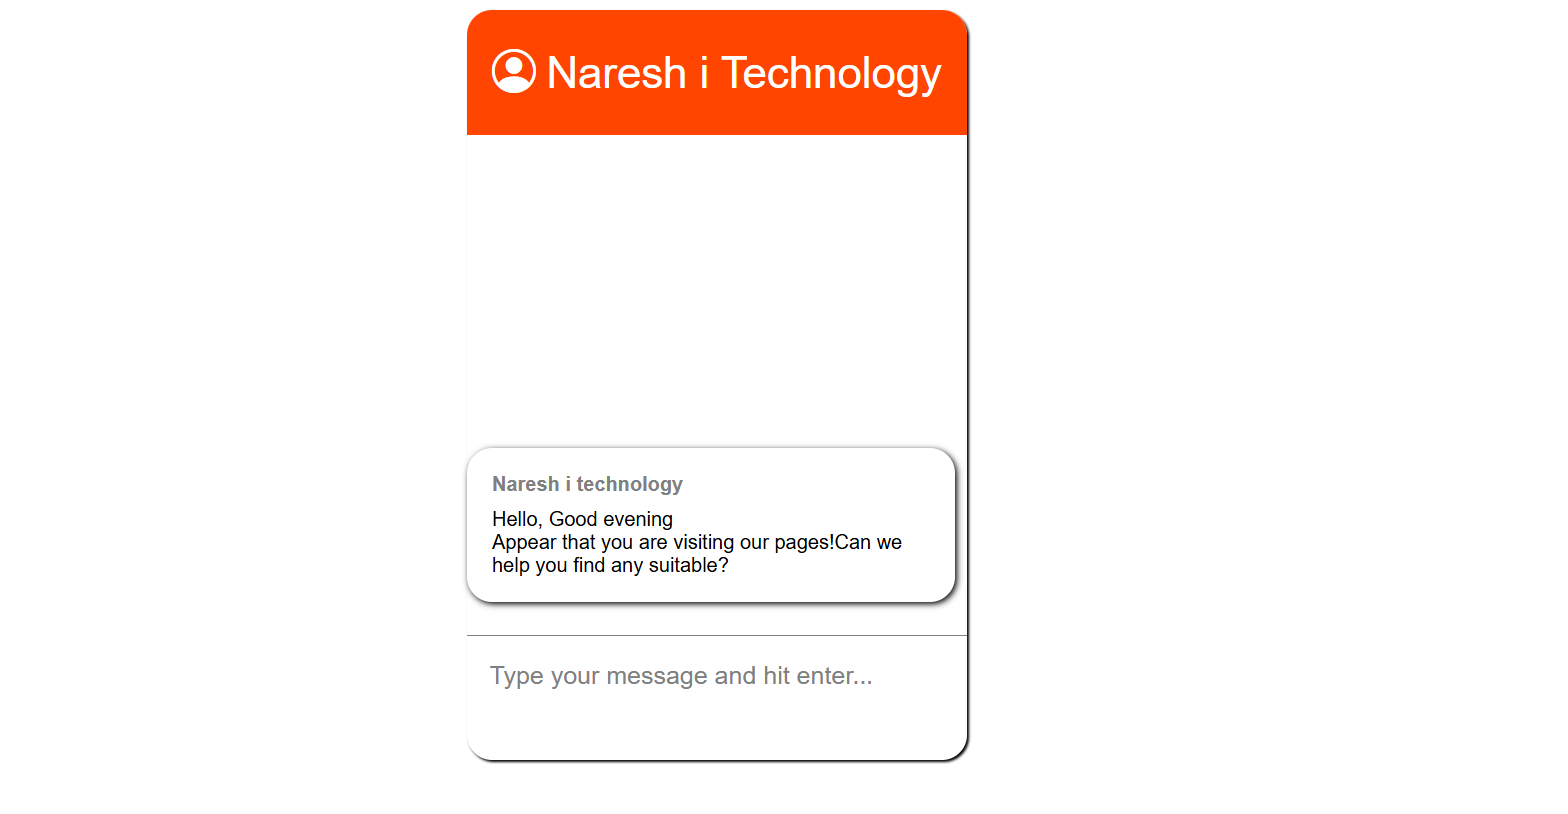 Naresh i Technology
Naresh i technology
Hello, Good evening
Appear that you are visiting our pages!Can we
help you find any suitable?
Type your message and hit enter...